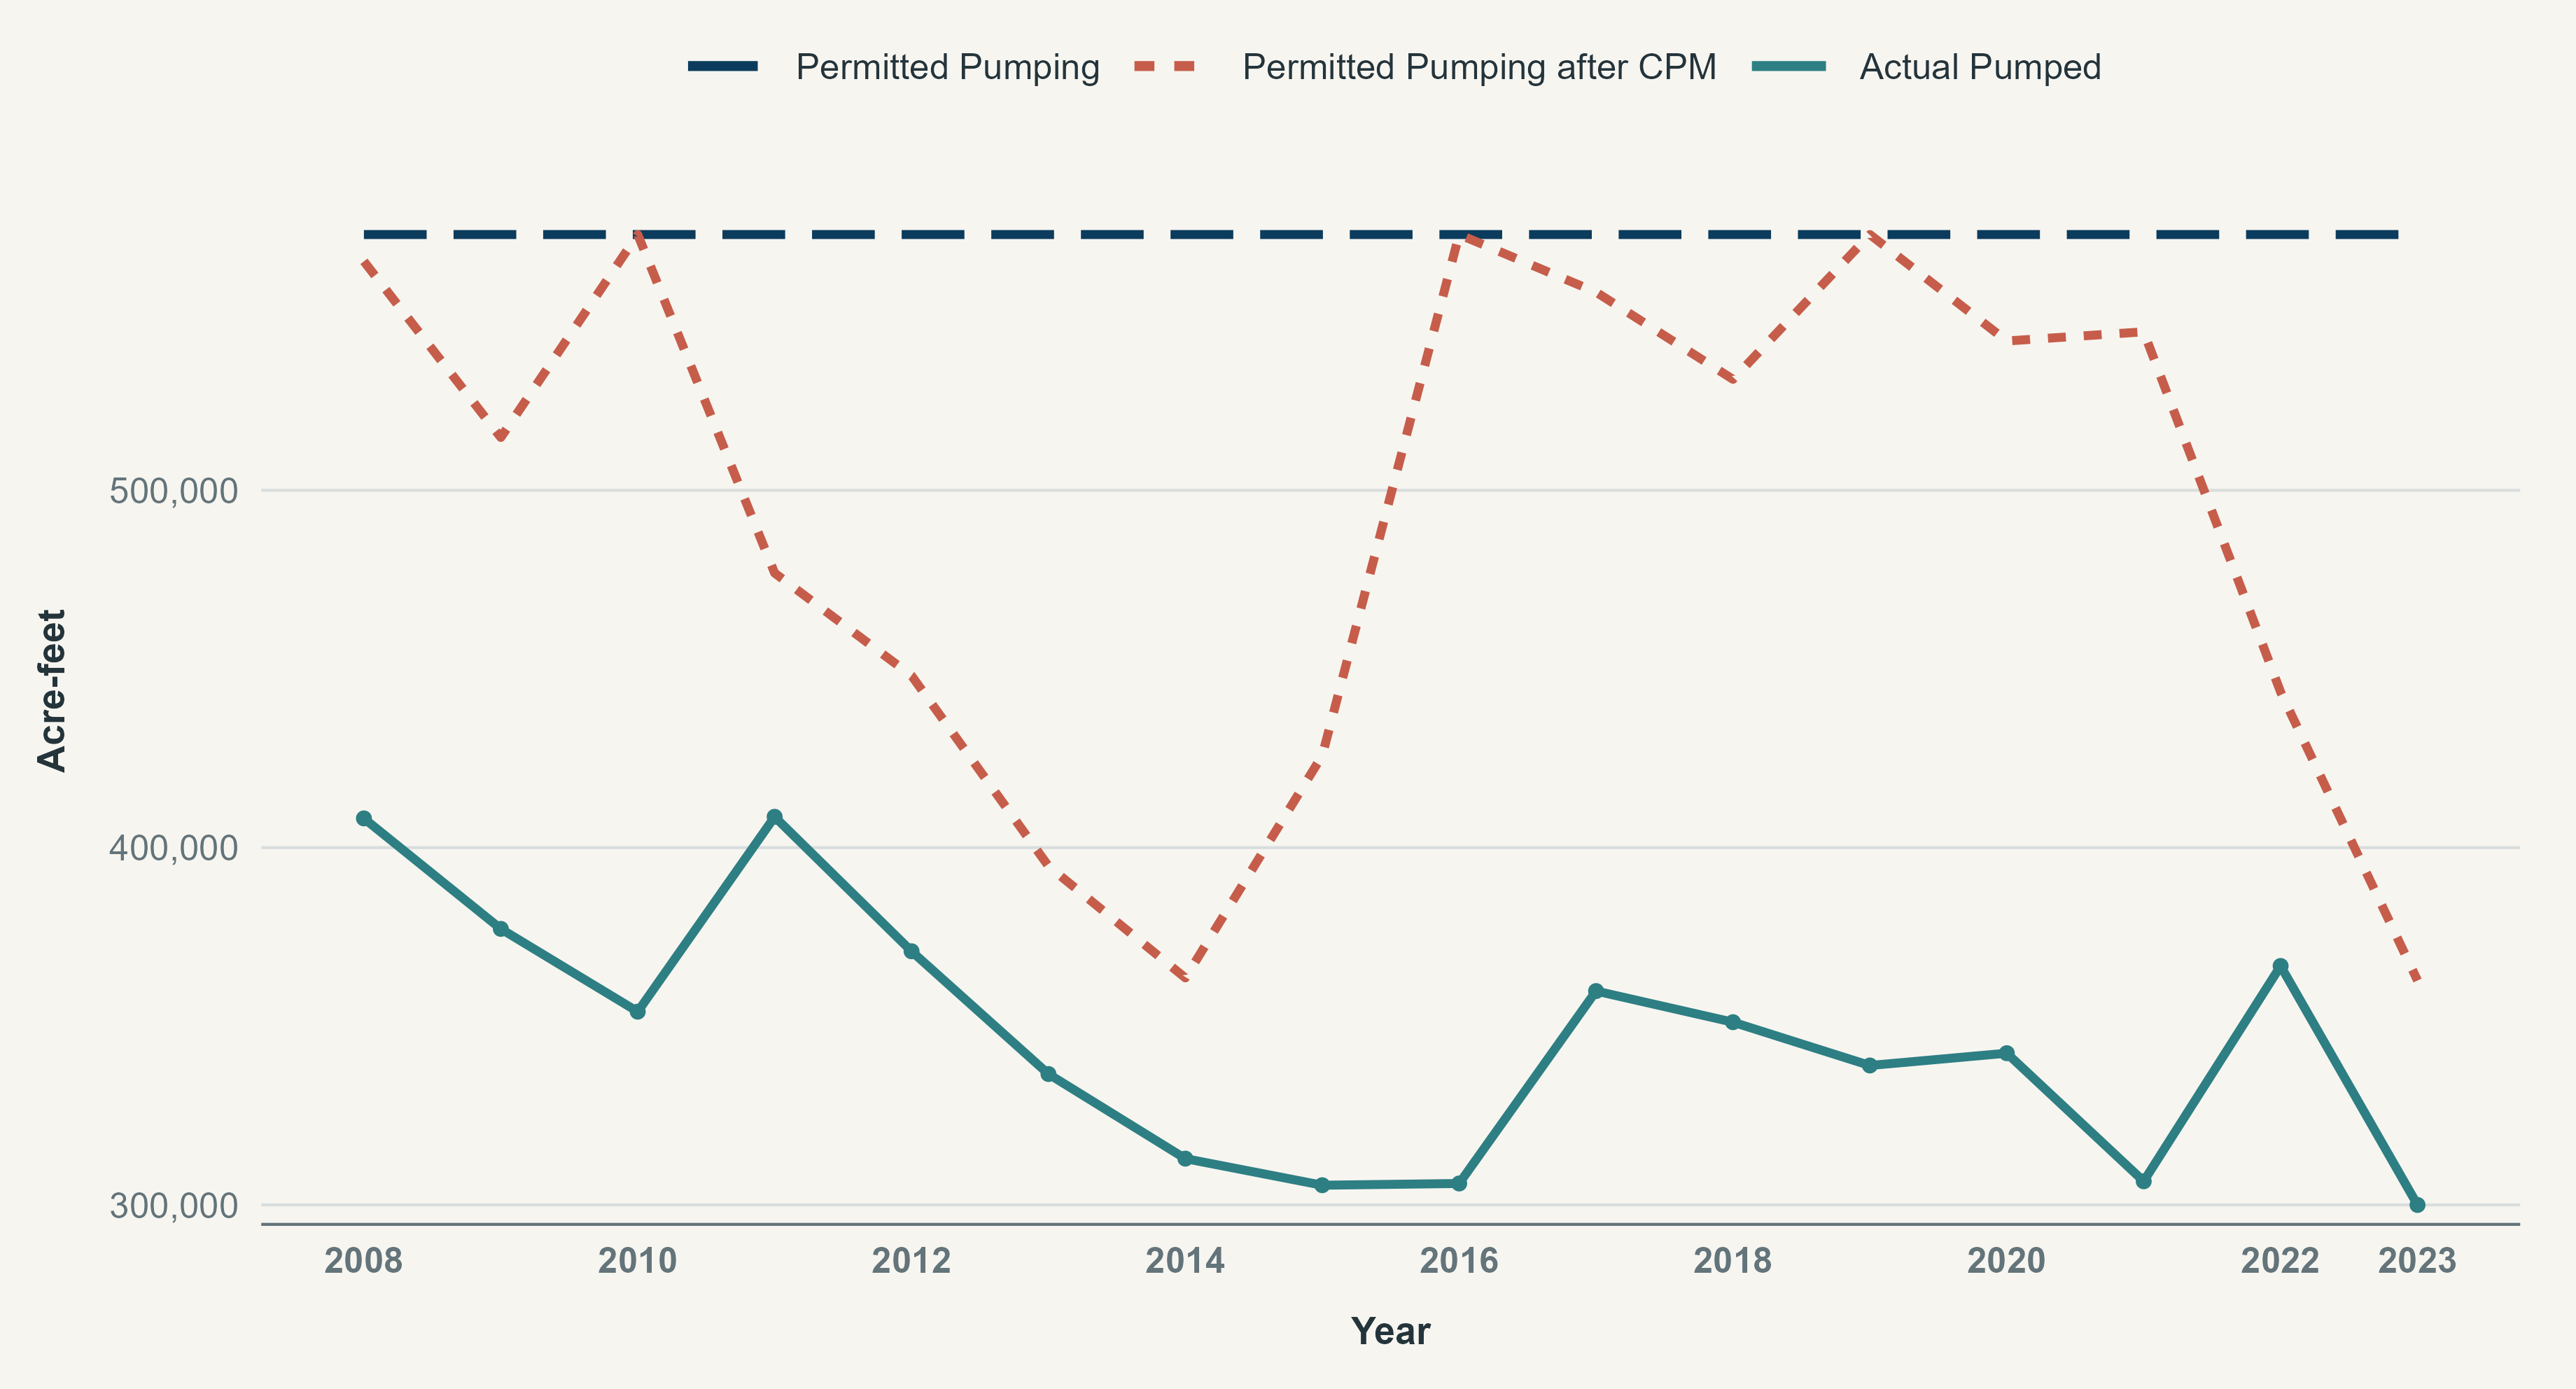 Permitted Pumping Permitted Pumping after CPM Actual Pumped
500,000
400,000
300,000
Acre-feet
2008 2010 2012 2014 2016 2018 2020 2022 2023
Year